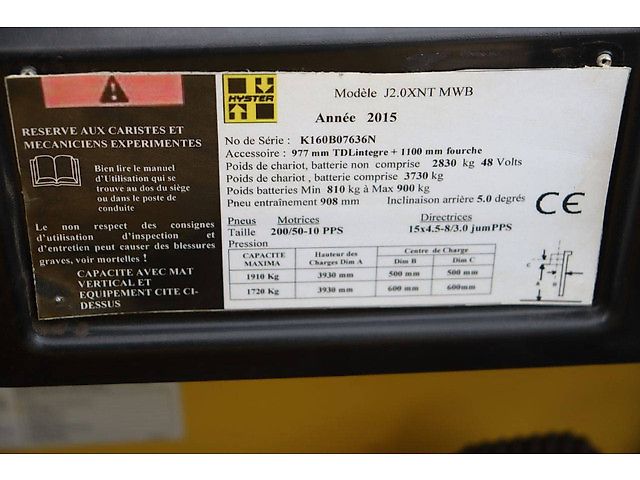 RESERVE AUX CARISTES ET
MECANICIENS EXPERIMENTES
Bien lire le manuel
d'Utilisation qui se
trouve au dos du siége
ou dans le poste de
conduite
Le non respect des consignes
d'utilisation d'inspection et
d'entretien peut causer des blessures
graves, voir mortelles !
CAPACITE AVEC MAT
VERTICAL ET
EQUIPEMENT CITE CI-
DESSUS
HYSTER
Modèle J2.0XNT MWB
Année 2015
No de Série : K160B07636N
Accessoire : 977 mm TDLintegre + 1100 mm fourche
Poids de chariot, batterie non comprise 2830 kg 48 Volts
Poids de chariot , batterie comprise 3730 kg
Poids batteries Min 810 kg à Max 900 kg
Pneu entraînement 908 mm Inclinaison arrière 5.0 degrés
CE
Pneus Motrices Directrices
Taille 200/50-10 PPS 15x4.5-8/3.0 jumPPS
Pression
CAPACITE MAXIMA Hauteur des Charges Dim A Centre de Charge Dim B Dim C
1910 Kg 3930 mm 500 mm 500 mm
1720 Kg 3930 mm 600 mm 600mm
C
B
A